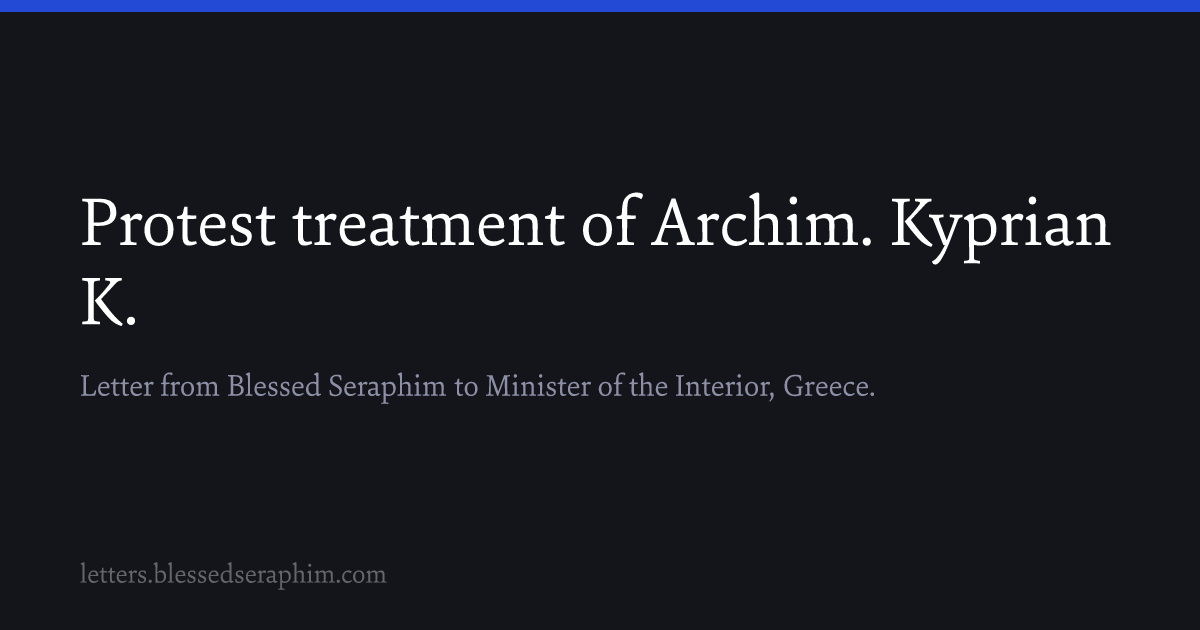 Protest treatment of Archim. Kyprian
K.
Letter from Blessed Seraphim to Minister of the Interior, Greece.
letters.blessedseraphim.com